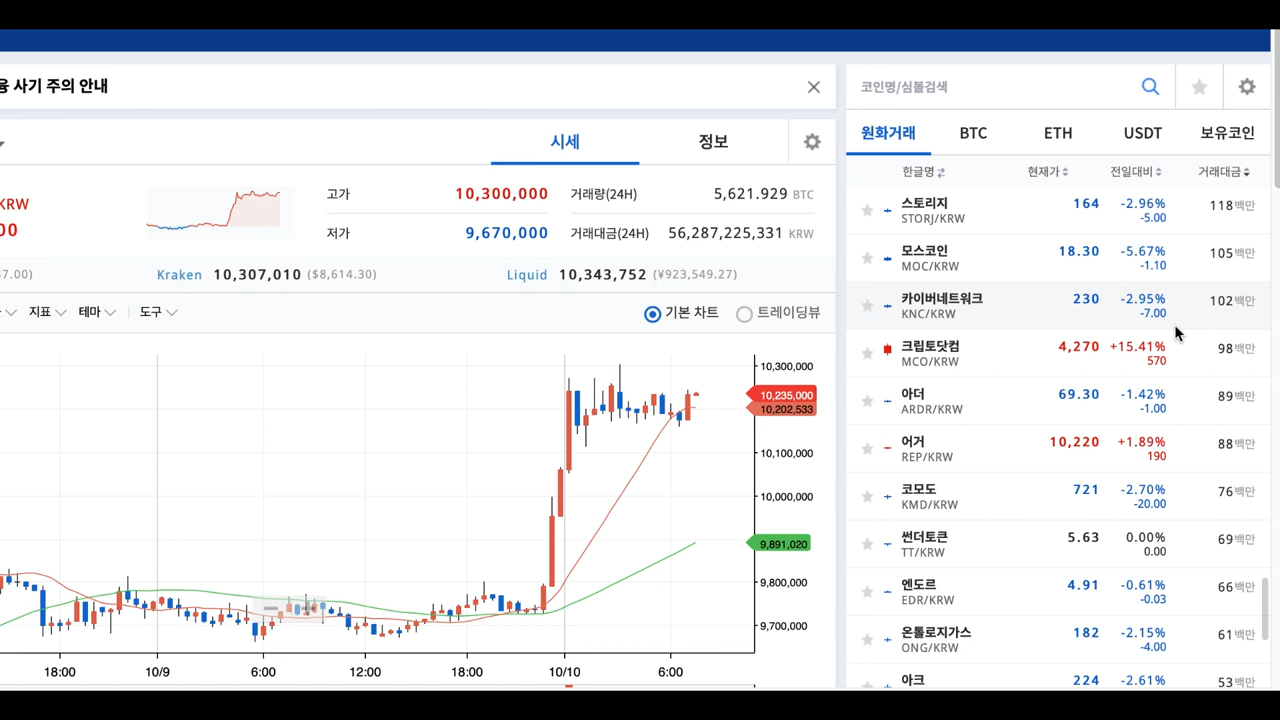 융 사기 주의 안내
시세 정보
KRW
00
고가 10,300,000 거래량(24H) 5,621.929 BTC
저가 9,670,000 거래대금(24H) 56,287,225,331 KRW
37.00) Kraken 10,307,010 ($8,614.30) Liquid 10,343,752 (¥923,549.27)
지표 테마 도구 기본 차트 트레이딩뷰
10,300,000
10,235,000
10,202,533
10,100,000
10,000,000
9,891,020
9,800,000
9,700,000
18:00 10/9 6:00 12:00 18:00 10/10 6:00
코인명/심볼검색
원화거래 BTC ETH USDT 보유코인
한글명 현재가 전일대비 거래대금
스토리지 164 -2.96% 118백만
STORJ/KRW -5.00
모스코인 18.30 -5.67% 105백만
MOC/KRW -1.10
카이버네트워크 230 -2.95% 102백만
KNC/KRW -7.00
크립토닷컴 4,270 +15.41% 98백만
MCO/KRW 570
아더 69.30 -1.42% 89백만
ARDR/KRW -1.00
어거 10,220 +1.89% 88백만
REP/KRW 190
코모도 721 -2.70% 76백만
KMD/KRW -20.00
썬더토큰 5.63 0.00% 69백만
TT/KRW 0.00
엔도르 4.91 -0.61% 66백만
EDR/KRW -0.03
온톨로지가스 182 -2.15% 61백만
ONG/KRW -4.00
아크 224 -2.61% 53백만